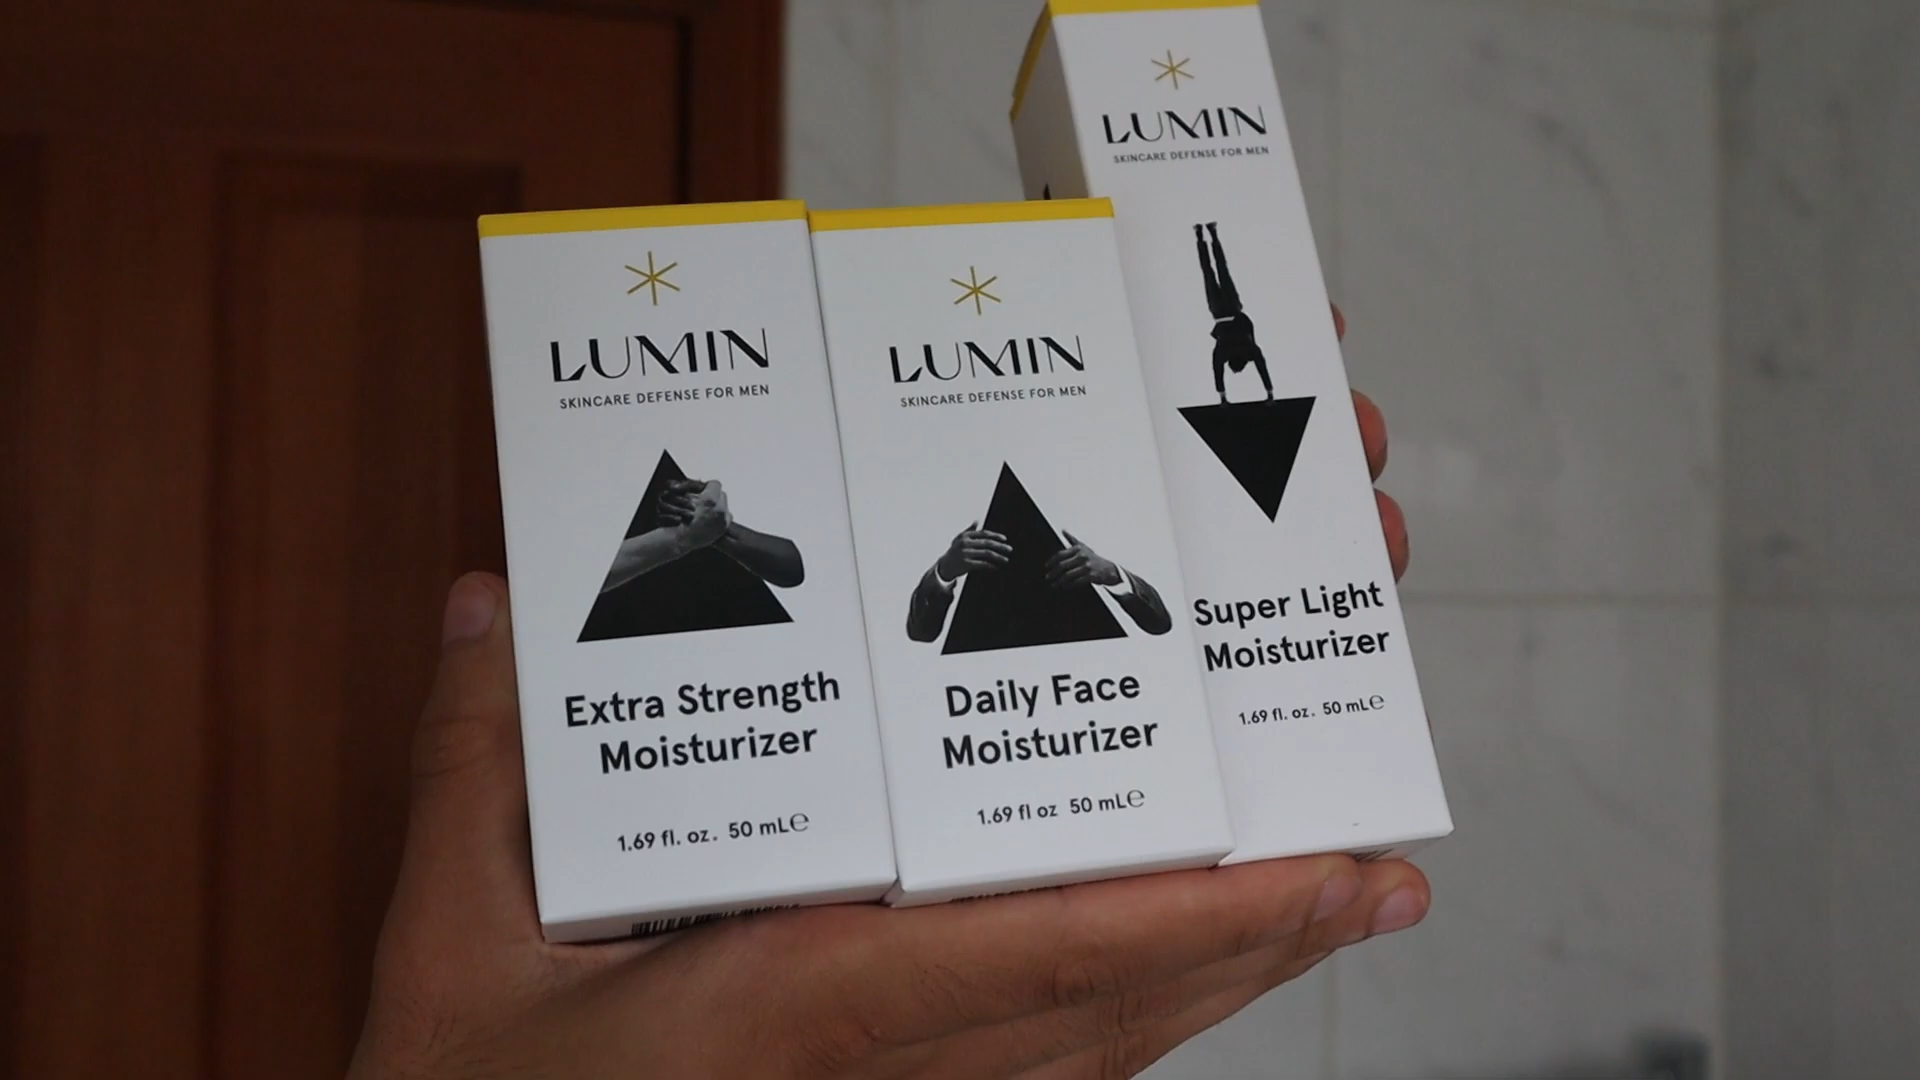 LUMIN
SKINCARE DEFENSE FOR MEN
Extra Strength
Moisturizer
1.69 fl. oz. 50 mL℮
LUMIN
SKINCARE DEFENSE FOR MEN
Daily Face
Moisturizer
1.69 fl oz 50 mL℮
LUMIN
SKINCARE DEFENSE FOR MEN
Super Light
Moisturizer
1.69 fl. oz. 50 mL℮